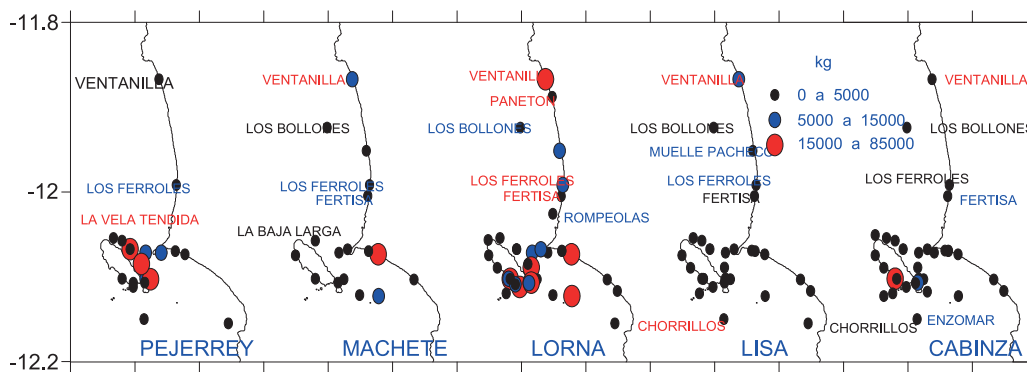 -11.8
-12
-12.2
VENTANILLA
LOS FERROLES
LA VELA TENDIDA
PEJERREY
VENTANILLA
LOS BOLLONES
LOS FERROLES
FERTISA
LA BAJA LARGA
MACHETE
VENTANILLA
PANETON
LOS BOLLONES
LOS FERROLES
FERTISA
ROMPEOLAS
LORNA
VENTANILLA
LOS BOLLONES
MUELLE PACHECO
LOS FERROLES
FERTISA
CHORRILLOS
LISA
kg
0 a 5000
5000 a 15000
15000 a 85000
VENTANILLA
LOS BOLLONES
LOS FERROLES
FERTISA
CHORRILLOS
ENZOMAR
CABINZA